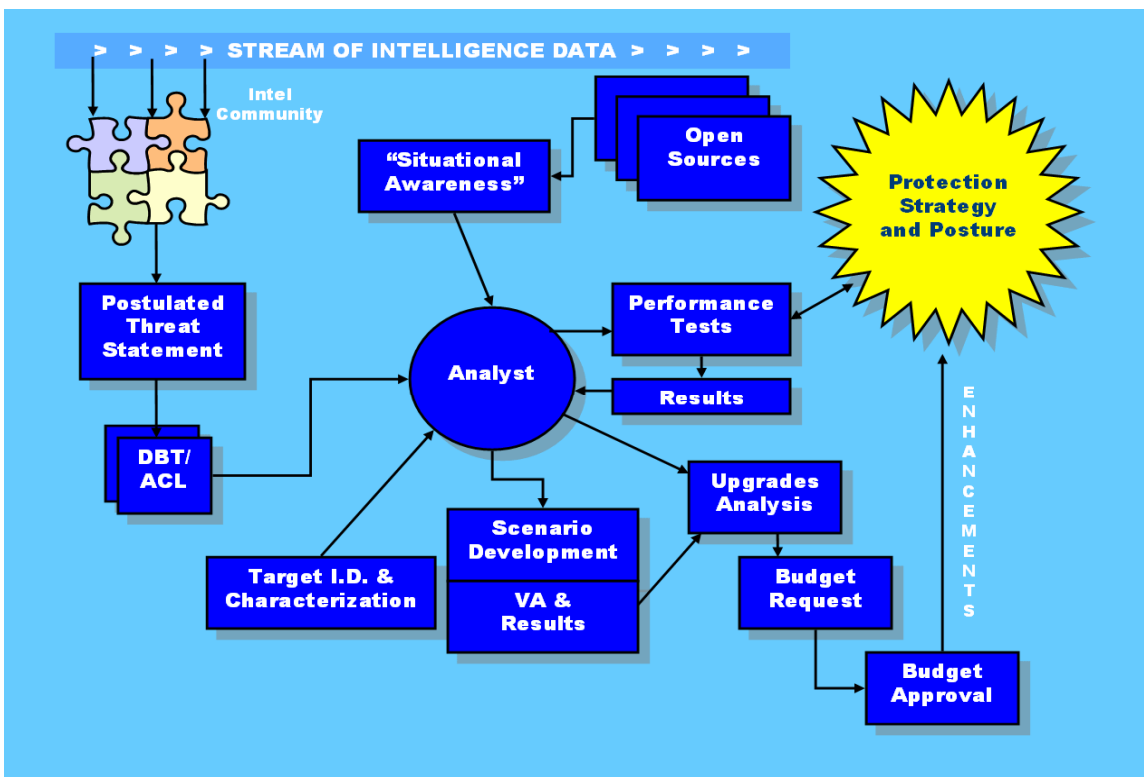 > > > > STREAM OF INTELLIGENCE DATA > > > >
Intel
Community
Open
Sources
“Situational
Awareness”
Protection
Strategy
and Posture
Postulated
Threat
Statement
Performance
Tests
Analyst
Results
DBT/
ACL
Upgrades
Analysis
Scenario
Development
Target I.D. &
Characterization
VA &
Results
Budget
Request
Budget
Approval
ENHANCEMENTS